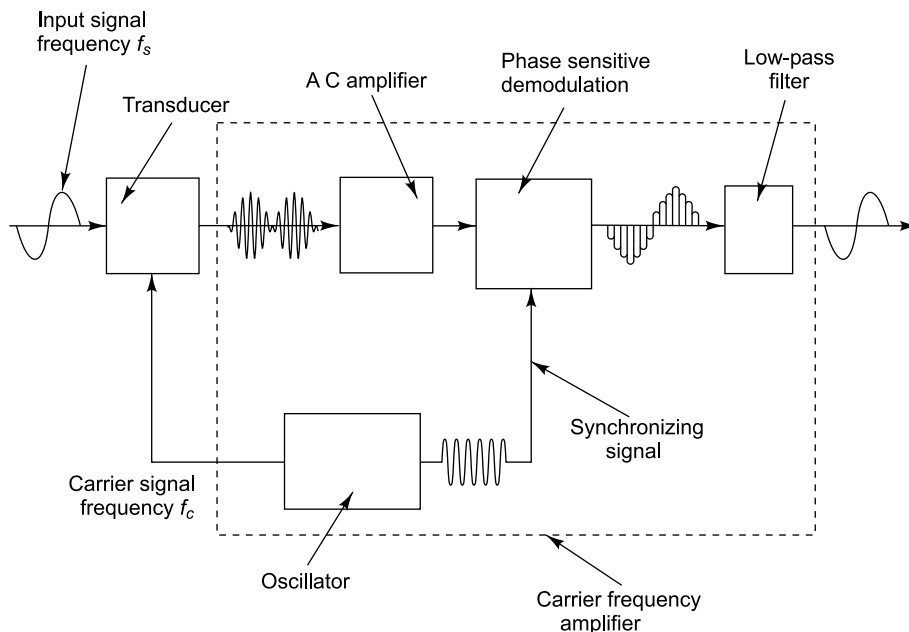 Input signal
frequency fs
Transducer
A C amplifier
Phase sensitive
demodulation
Low-pass
filter
Synchronizing
signal
Carrier signal
frequency fc
Oscillator
Carrier frequency
amplifier